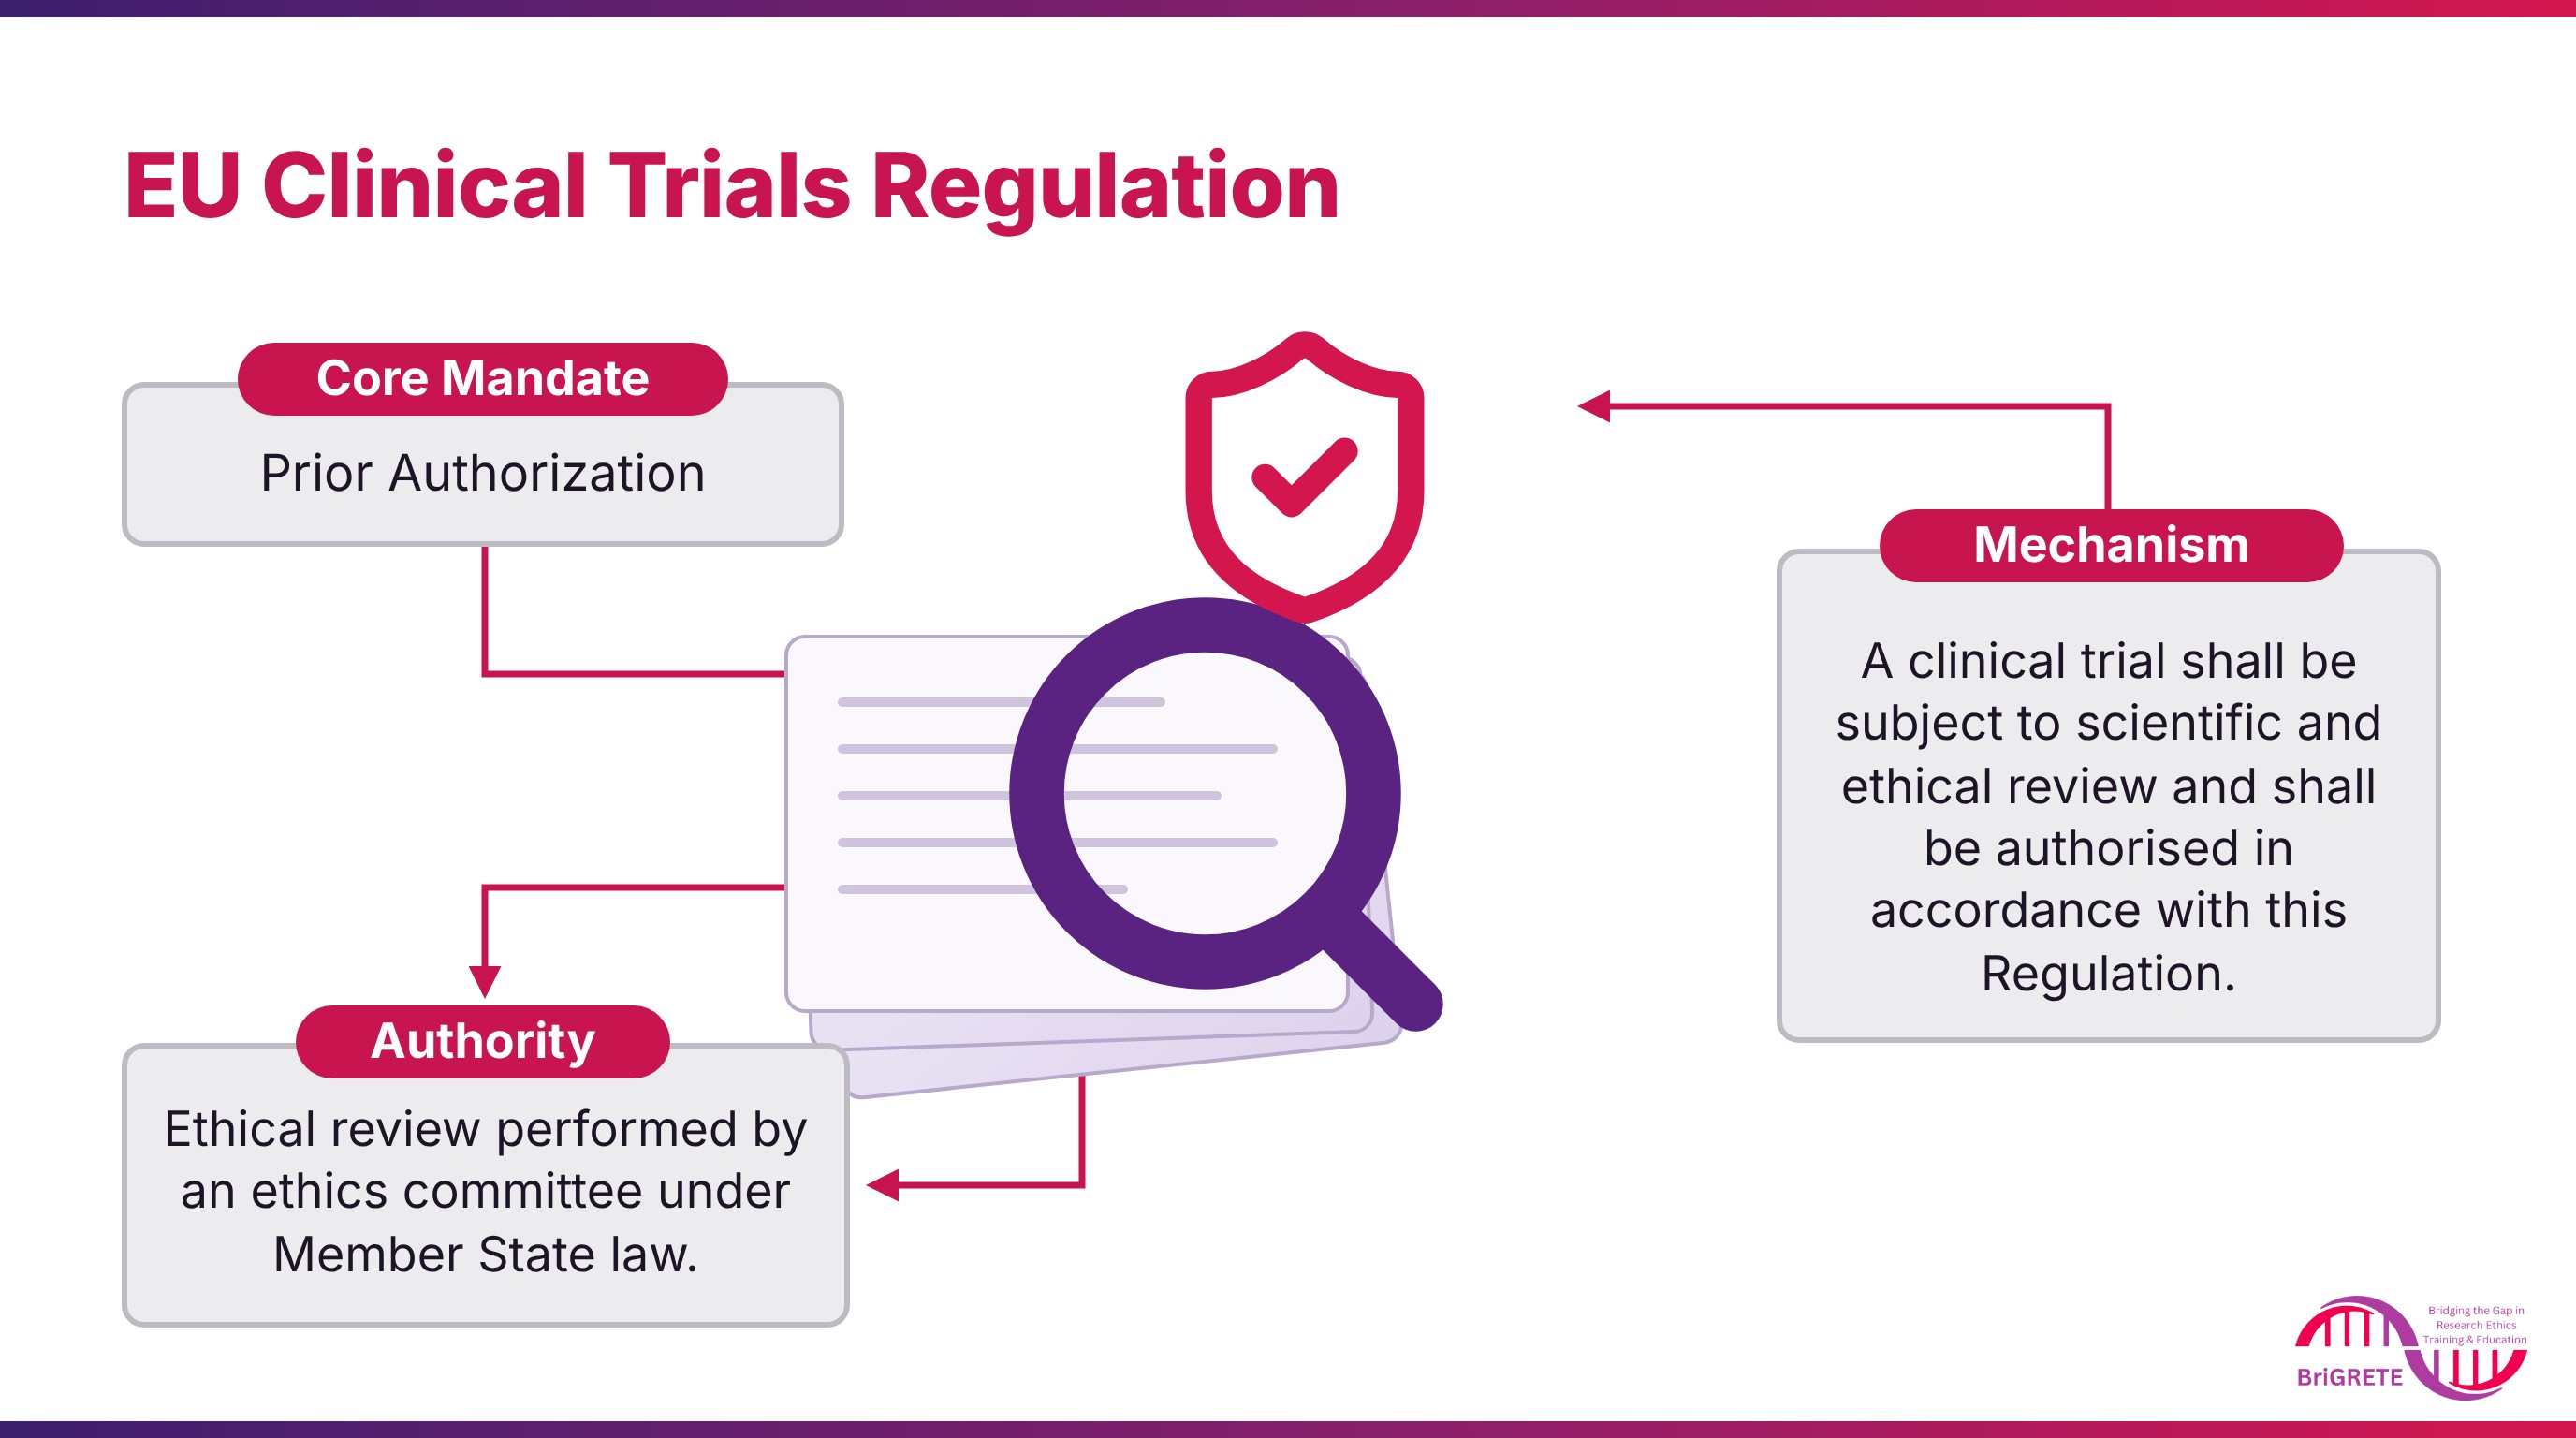 EU Clinical Trials Regulation
Core Mandate
Prior Authorization
Authority
Ethical review performed by
an ethics committee under
Member State law.
Mechanism
A clinical trial shall be
subject to scientific and
ethical review and shall
be authorised in
accordance with this
Regulation.
Bridging the Gap in
Research Ethics
Training & Education
BriGRETE